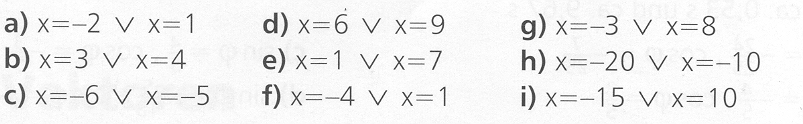 a) x=–2 ∨ x=1
b) x=3 ∨ x=4
c) x=–6 ∨ x=–5
d) x=6 ∨ x=9
e) x=1 ∨ x=7
f) x=–4 ∨ x=1
g) x=–3 ∨ x=8
h) x=–20 ∨ x=–10
i) x=–15 ∨ x=10